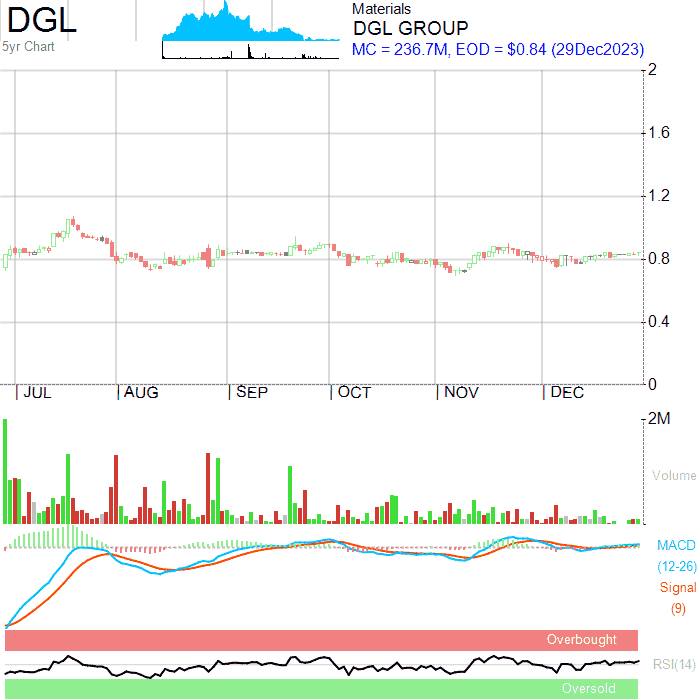 DGL
5yr Chart
Materials
DGL GROUP
MC = 236.7M, EOD = $0.84 (29Dec2023)
2
1.6
1.2
0.8
0.4
0
JUL AUG SEP OCT NOV DEC
2M
Volume
MACD
(12-26)
Signal
(9)
Overbought
RSI(14)
Oversold